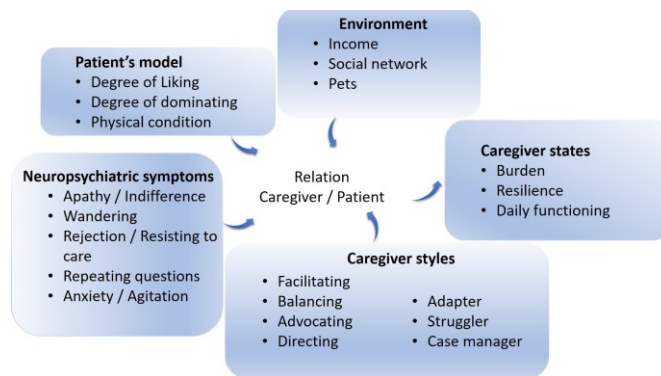 Environment
• Income
• Social network
• Pets
Patient's model
• Degree of Liking
• Degree of dominating
• Physical condition
Neuropsychiatric symptoms
• Apathy / Indifference
• Wandering
• Rejection / Resisting to
care
• Repeating questions
• Anxiety / Agitation
Relation
Caregiver / Patient
Caregiver states
• Burden
• Resilience
• Daily functioning
Caregiver styles
• Facilitating
• Balancing
• Advocating
• Directing
• Adapter
• Struggler
• Case manager